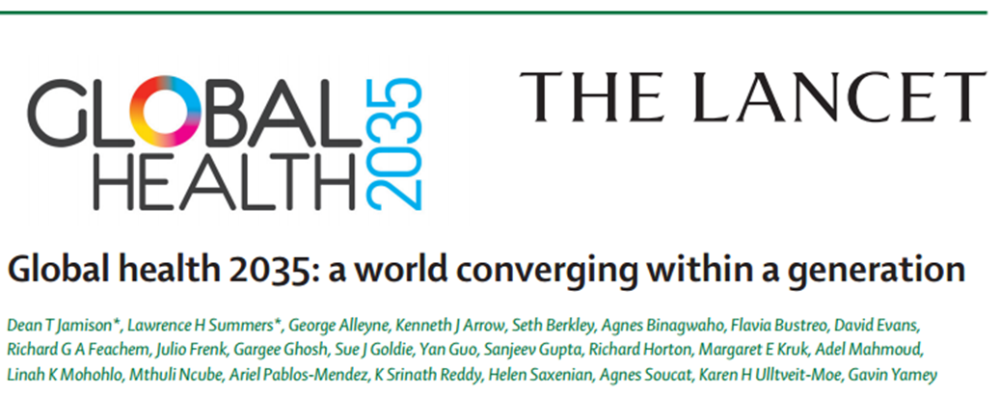 GLOBAL
HEALTH
2035
THE LANCET
Global health 2035: a world converging within a generation
Dean T Jamison*, Lawrence H Summers*, George Alleyne, Kenneth J Arrow, Seth Berkley, Agnes Binagwaho, Flavia Bustreo, David Evans,
Richard G A Feachem, Julio Frenk, Gargee Ghosh, Sue J Goldie, Yan Guo, Sanjeev Gupta, Richard Horton, Margaret E Kruk, Adel Mahmoud,
Linah K Mohohlo, Mthuli Ncube, Ariel Pablos-Mendez, K Srinath Reddy, Helen Saxenian, Agnes Soucat, Karen H Ulltveit-Moe, Gavin Yamey